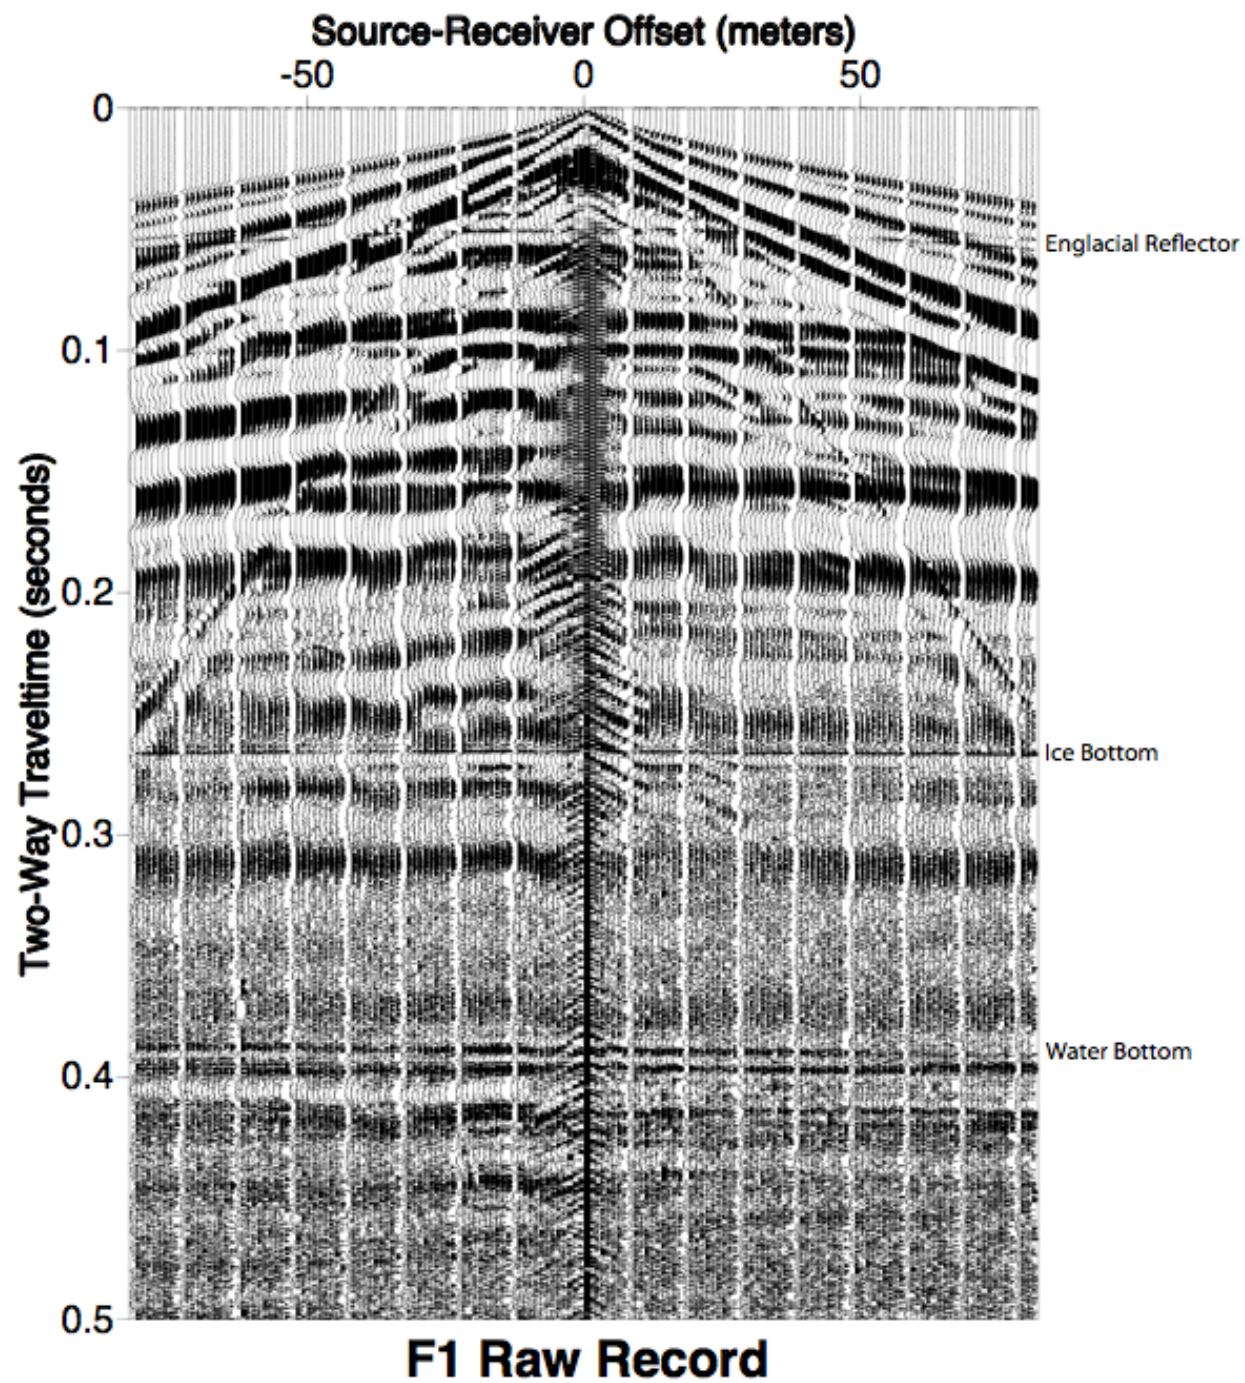 Source-Receiver Offset (meters)
-50 0 50
0
Englacial Reflector
0.1
Two-Way Traveltime (seconds)
0.2
Ice Bottom
0.3
Water Bottom
0.4
0.5
F1 Raw Record